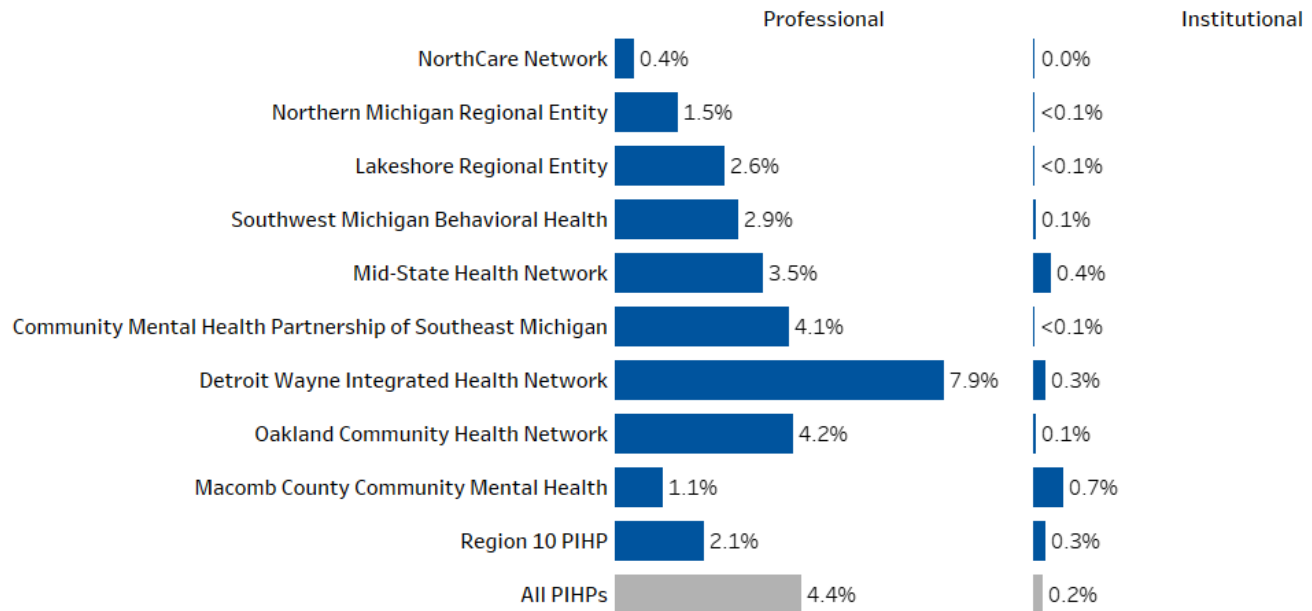 Professional Institutional
NorthCare Network 0.4% 0.0%
Northern Michigan Regional Entity 1.5% <0.1%
Lakeshore Regional Entity 2.6% <0.1%
Southwest Michigan Behavioral Health 2.9% 0.1%
Mid-State Health Network 3.5% 0.4%
Community Mental Health Partnership of Southeast Michigan 4.1% <0.1%
Detroit Wayne Integrated Health Network 7.9% 0.3%
Oakland Community Health Network 4.2% 0.1%
Macomb County Community Mental Health 1.1% 0.7%
Region 10 PIHP 2.1% 0.3%
All PIHPs 4.4% 0.2%